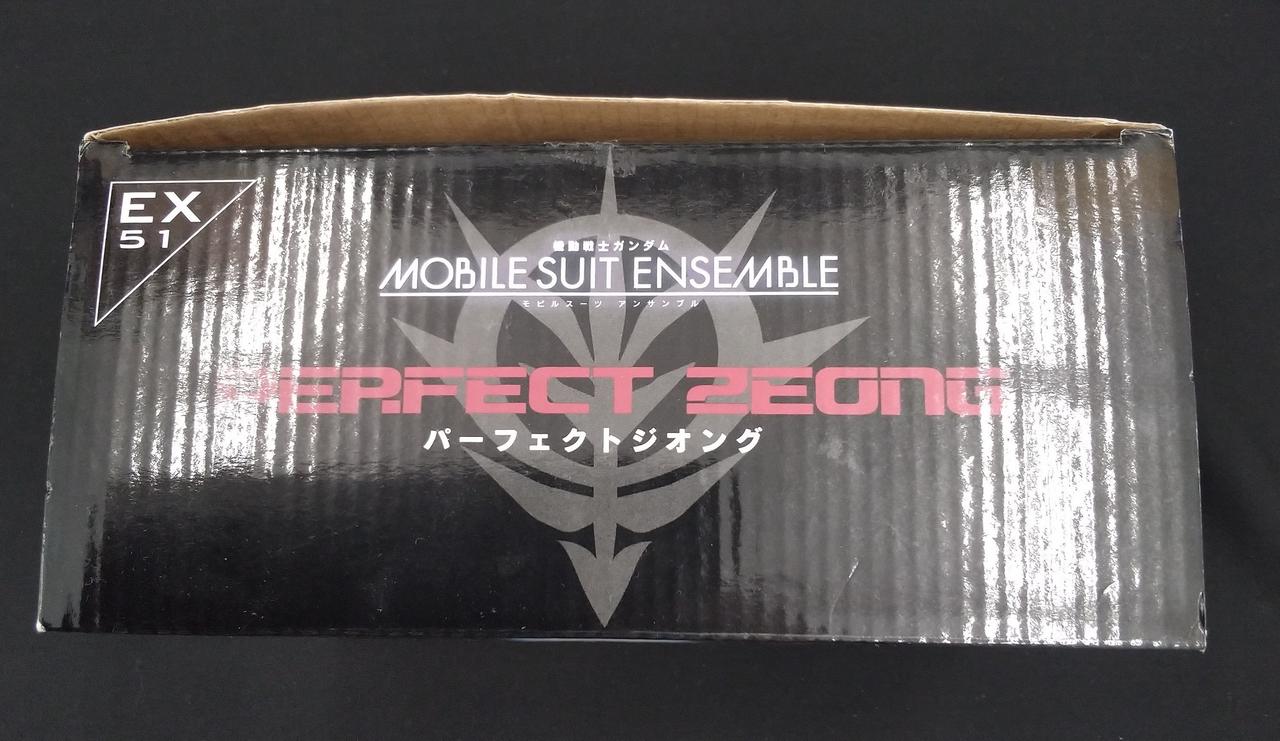 EX
51
機動戦士ガンダム
MOBILE SUIT ENSEMBLE
モビルスーツ アンサンブル
PERFECT ZEONG
パーフェクトジオング